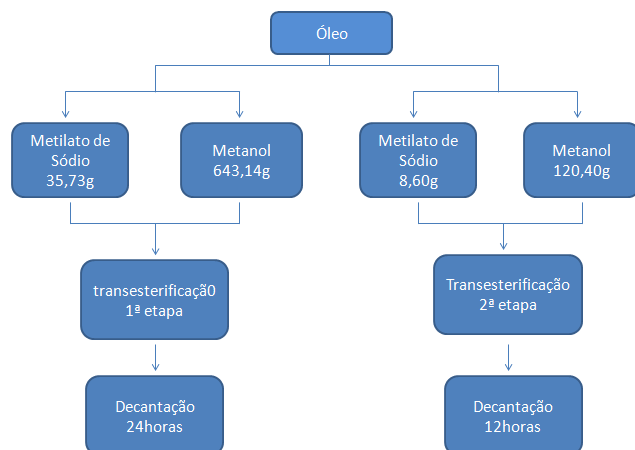 Óleo
Metilato de
Sódio
35,73g
Metanol
643,14g
Metilato de
Sódio
8,60g
Metanol
120,40g
transesterificaçã0
1ª etapa
Transesterificação
2ª etapa
Decantação
24horas
Decantação
12horas